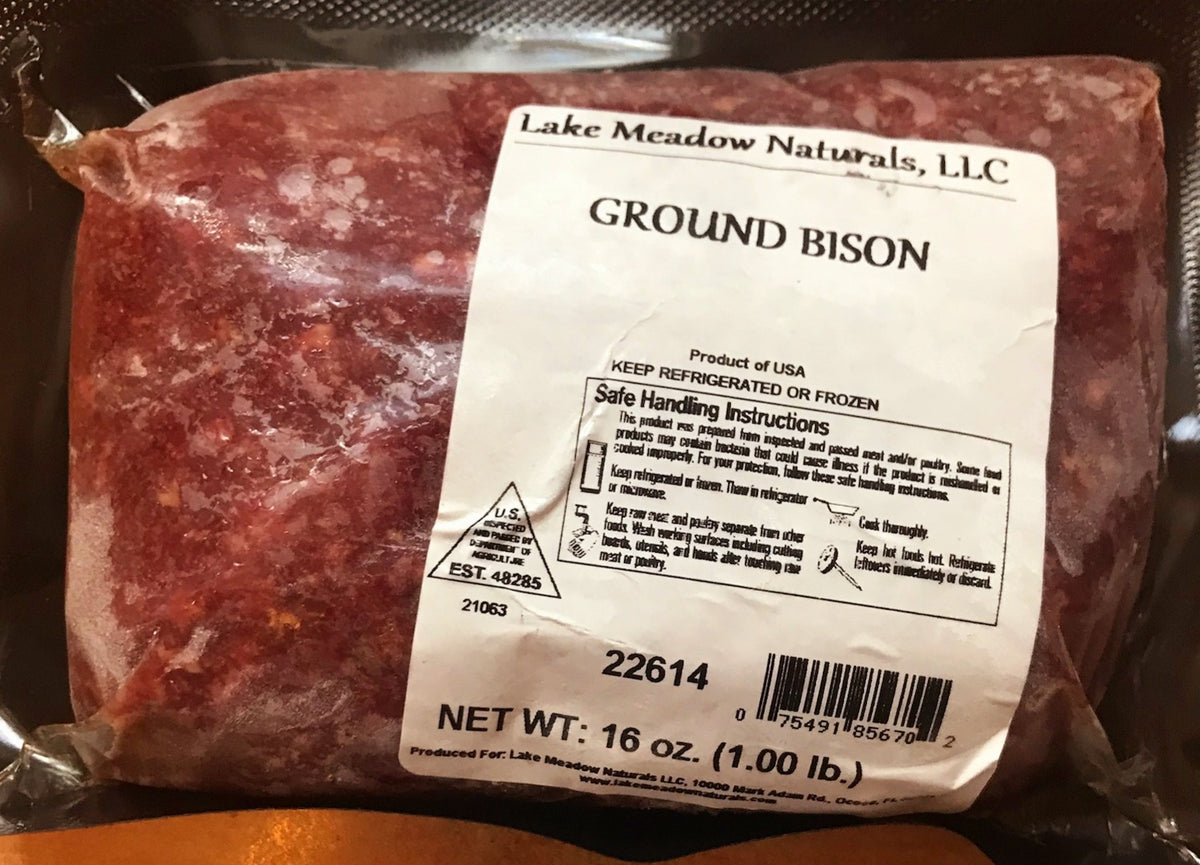 Lake Meadow Naturals, LLC
GROUND BISON
Product of USA
KEEP REFRIGERATED OR FROZEN
Safe Handling Instructions
This product was prepared from inspected and passed meat and/or poultry. Some food
products may contain bacteria that could cause illness if the product is mishandled or
cooked improperly. For your protection, follow these safe handling instructions.
Keep refrigerated or frozen. Thaw in refrigerator
or microwave.
Cook thoroughly.
Keep raw meat and poultry separate from other
foods. Wash working surfaces including cutting
boards, utensils, and hands after touching raw
meat or poultry.
Keep hot foods hot. Refrigerate
leftovers immediately or discard.
U.S.
INSPECTED
AND PASSED BY
DEPARTMENT OF
AGRICULTURE
EST. 48285
21063
22614
0 75491 85670 2
NET WT: 16 oz. (1.00 lb.)
Produced For: Lake Meadow Naturals LLC, 10000 Mark Adam Rd., Ocoee, FL
www.lakemeadownaturals.com